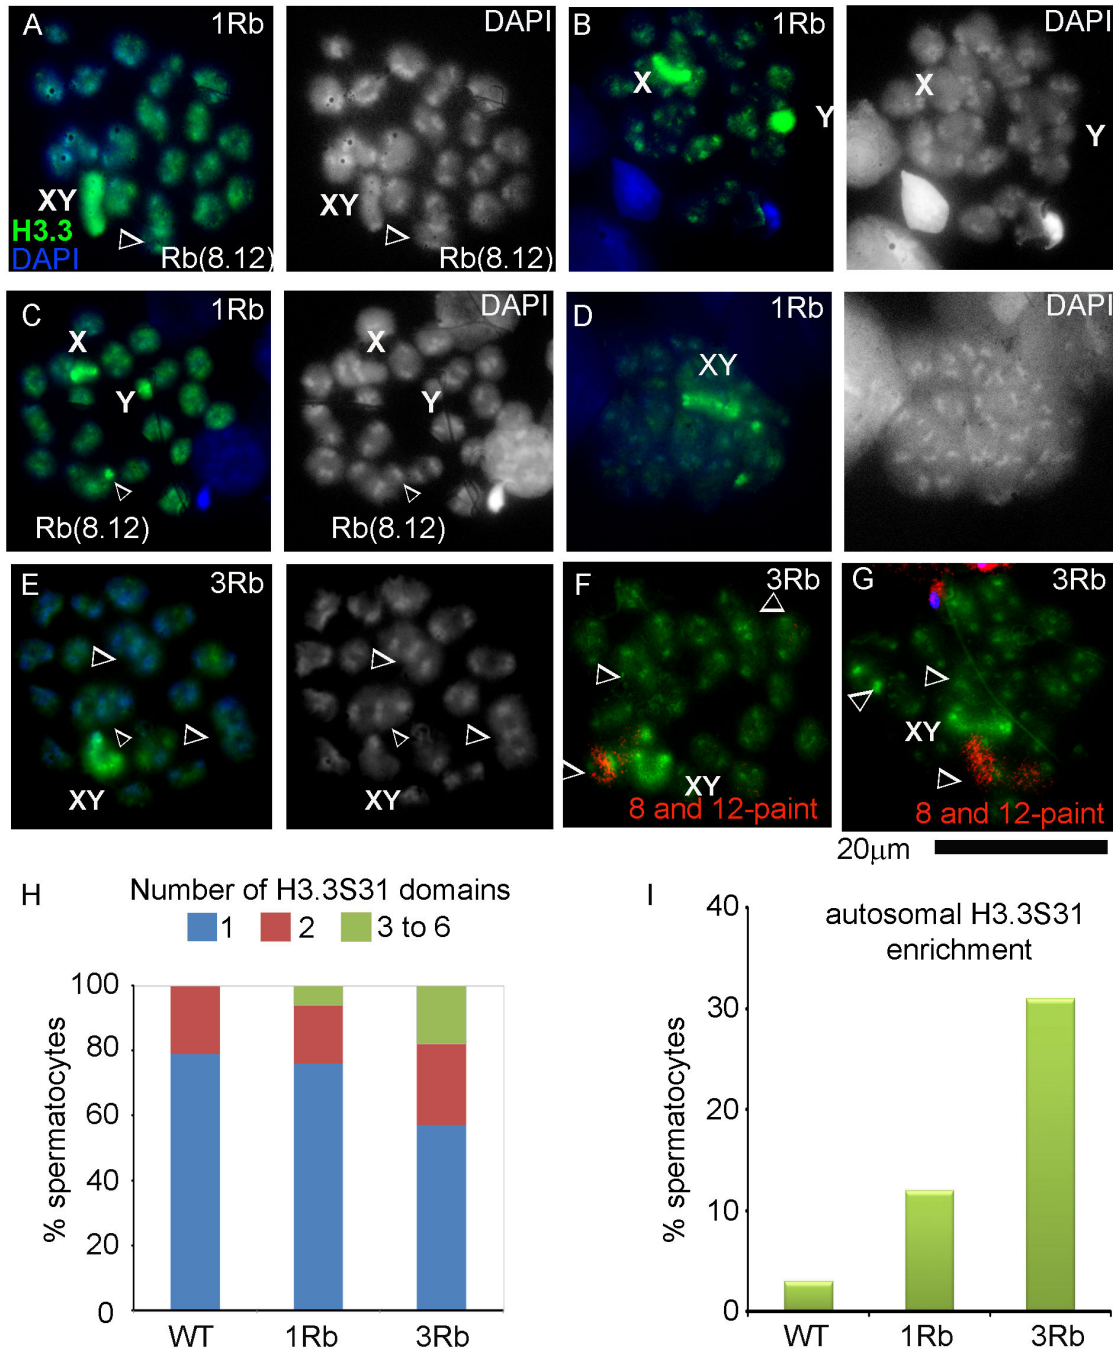 A
1Rb
XY
H3.3
DAPI
Rb(8.12)
DAPI
XY
Rb(8.12)
B
1Rb
X
Y
DAPI
X
Y
C
1Rb
X
Y
Rb(8.12)
DAPI
X
Y
Rb(8.12)
D
1Rb
XY
DAPI
E
3Rb
XY
XY
F
3Rb
XY
8 and 12-paint
G
3Rb
XY
8 and 12-paint
20μm
H
Number of H3.3S31 domains
1 2 3 to 6
% spermatocytes
100
80
60
40
20
0
WT 1Rb 3Rb
I
autosomal H3.3S31
enrichment
% spermatocytes
40
30
20
10
0
WT 1Rb 3Rb